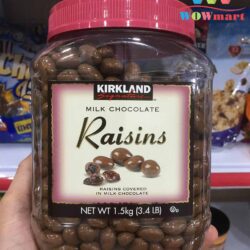 WOWmart
KIRKLAND
Signature
MILK CHOCOLATE
Raisins
RAISINS COVERED
IN MILK CHOCOLATE
NET WT 1.5kg (3.4 LB)